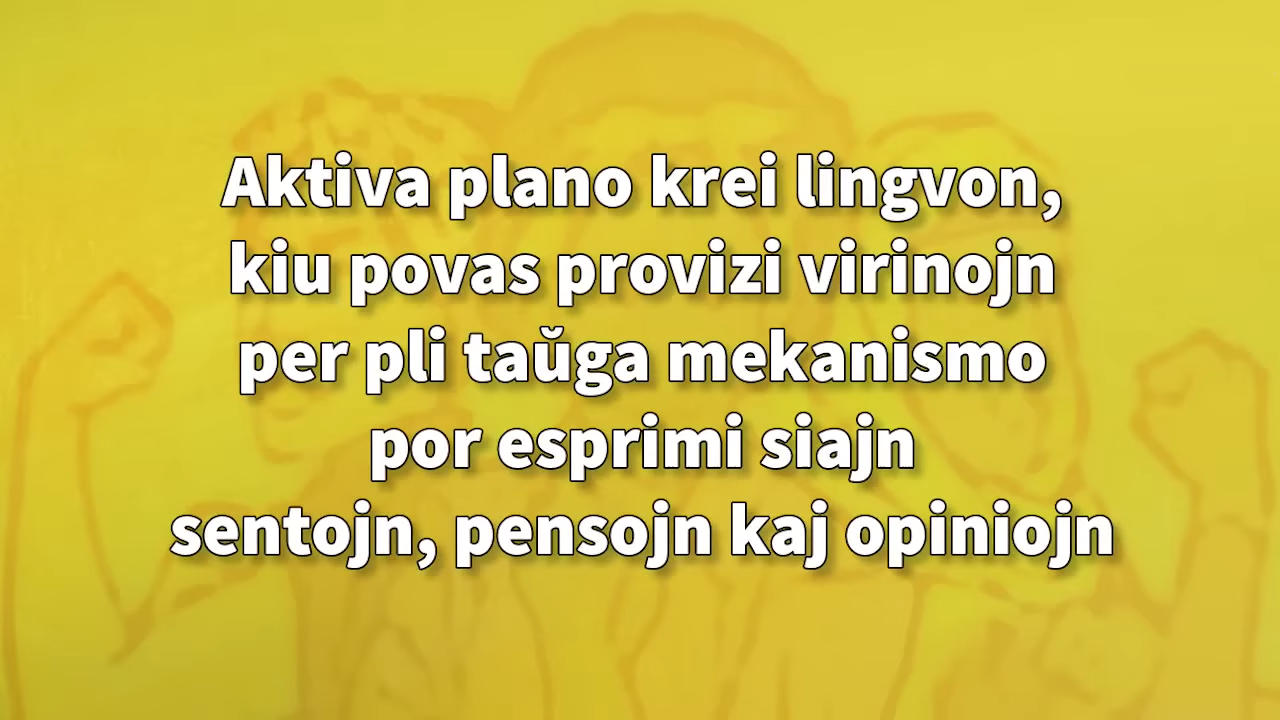 Aktiva plano krei lingvon,
kiu povas provizi virinojn
per pli taŭga mekanismo
por esprimi siajn
sentojn, pensojn kaj opiniojn